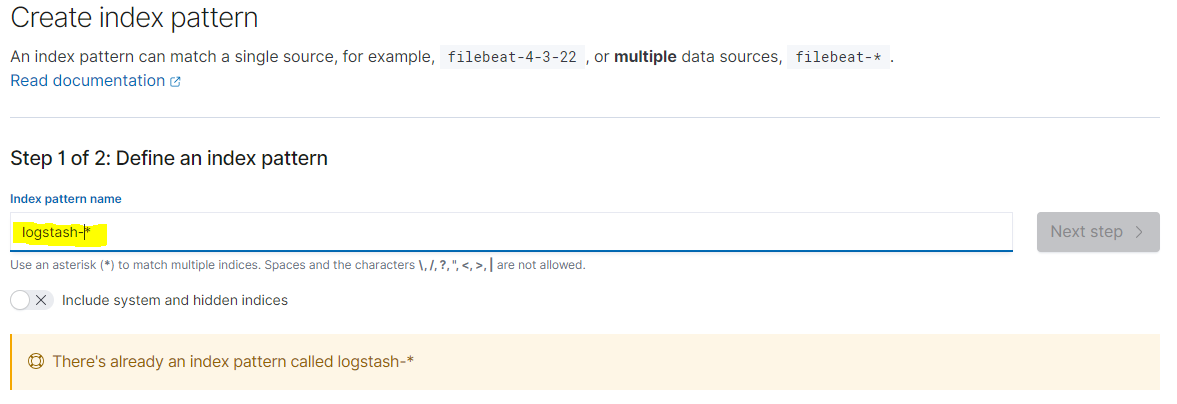 Create index pattern
An index pattern can match a single source, for example, filebeat-4-3-22 , or multiple data sources, filebeat-* .
Read documentation
Step 1 of 2: Define an index pattern
Index pattern name
logstash-*
Next step
Use an asterisk (*) to match multiple indices. Spaces and the characters \, /, ?, ", <, >, | are not allowed.
Include system and hidden indices
There's already an index pattern called logstash-*